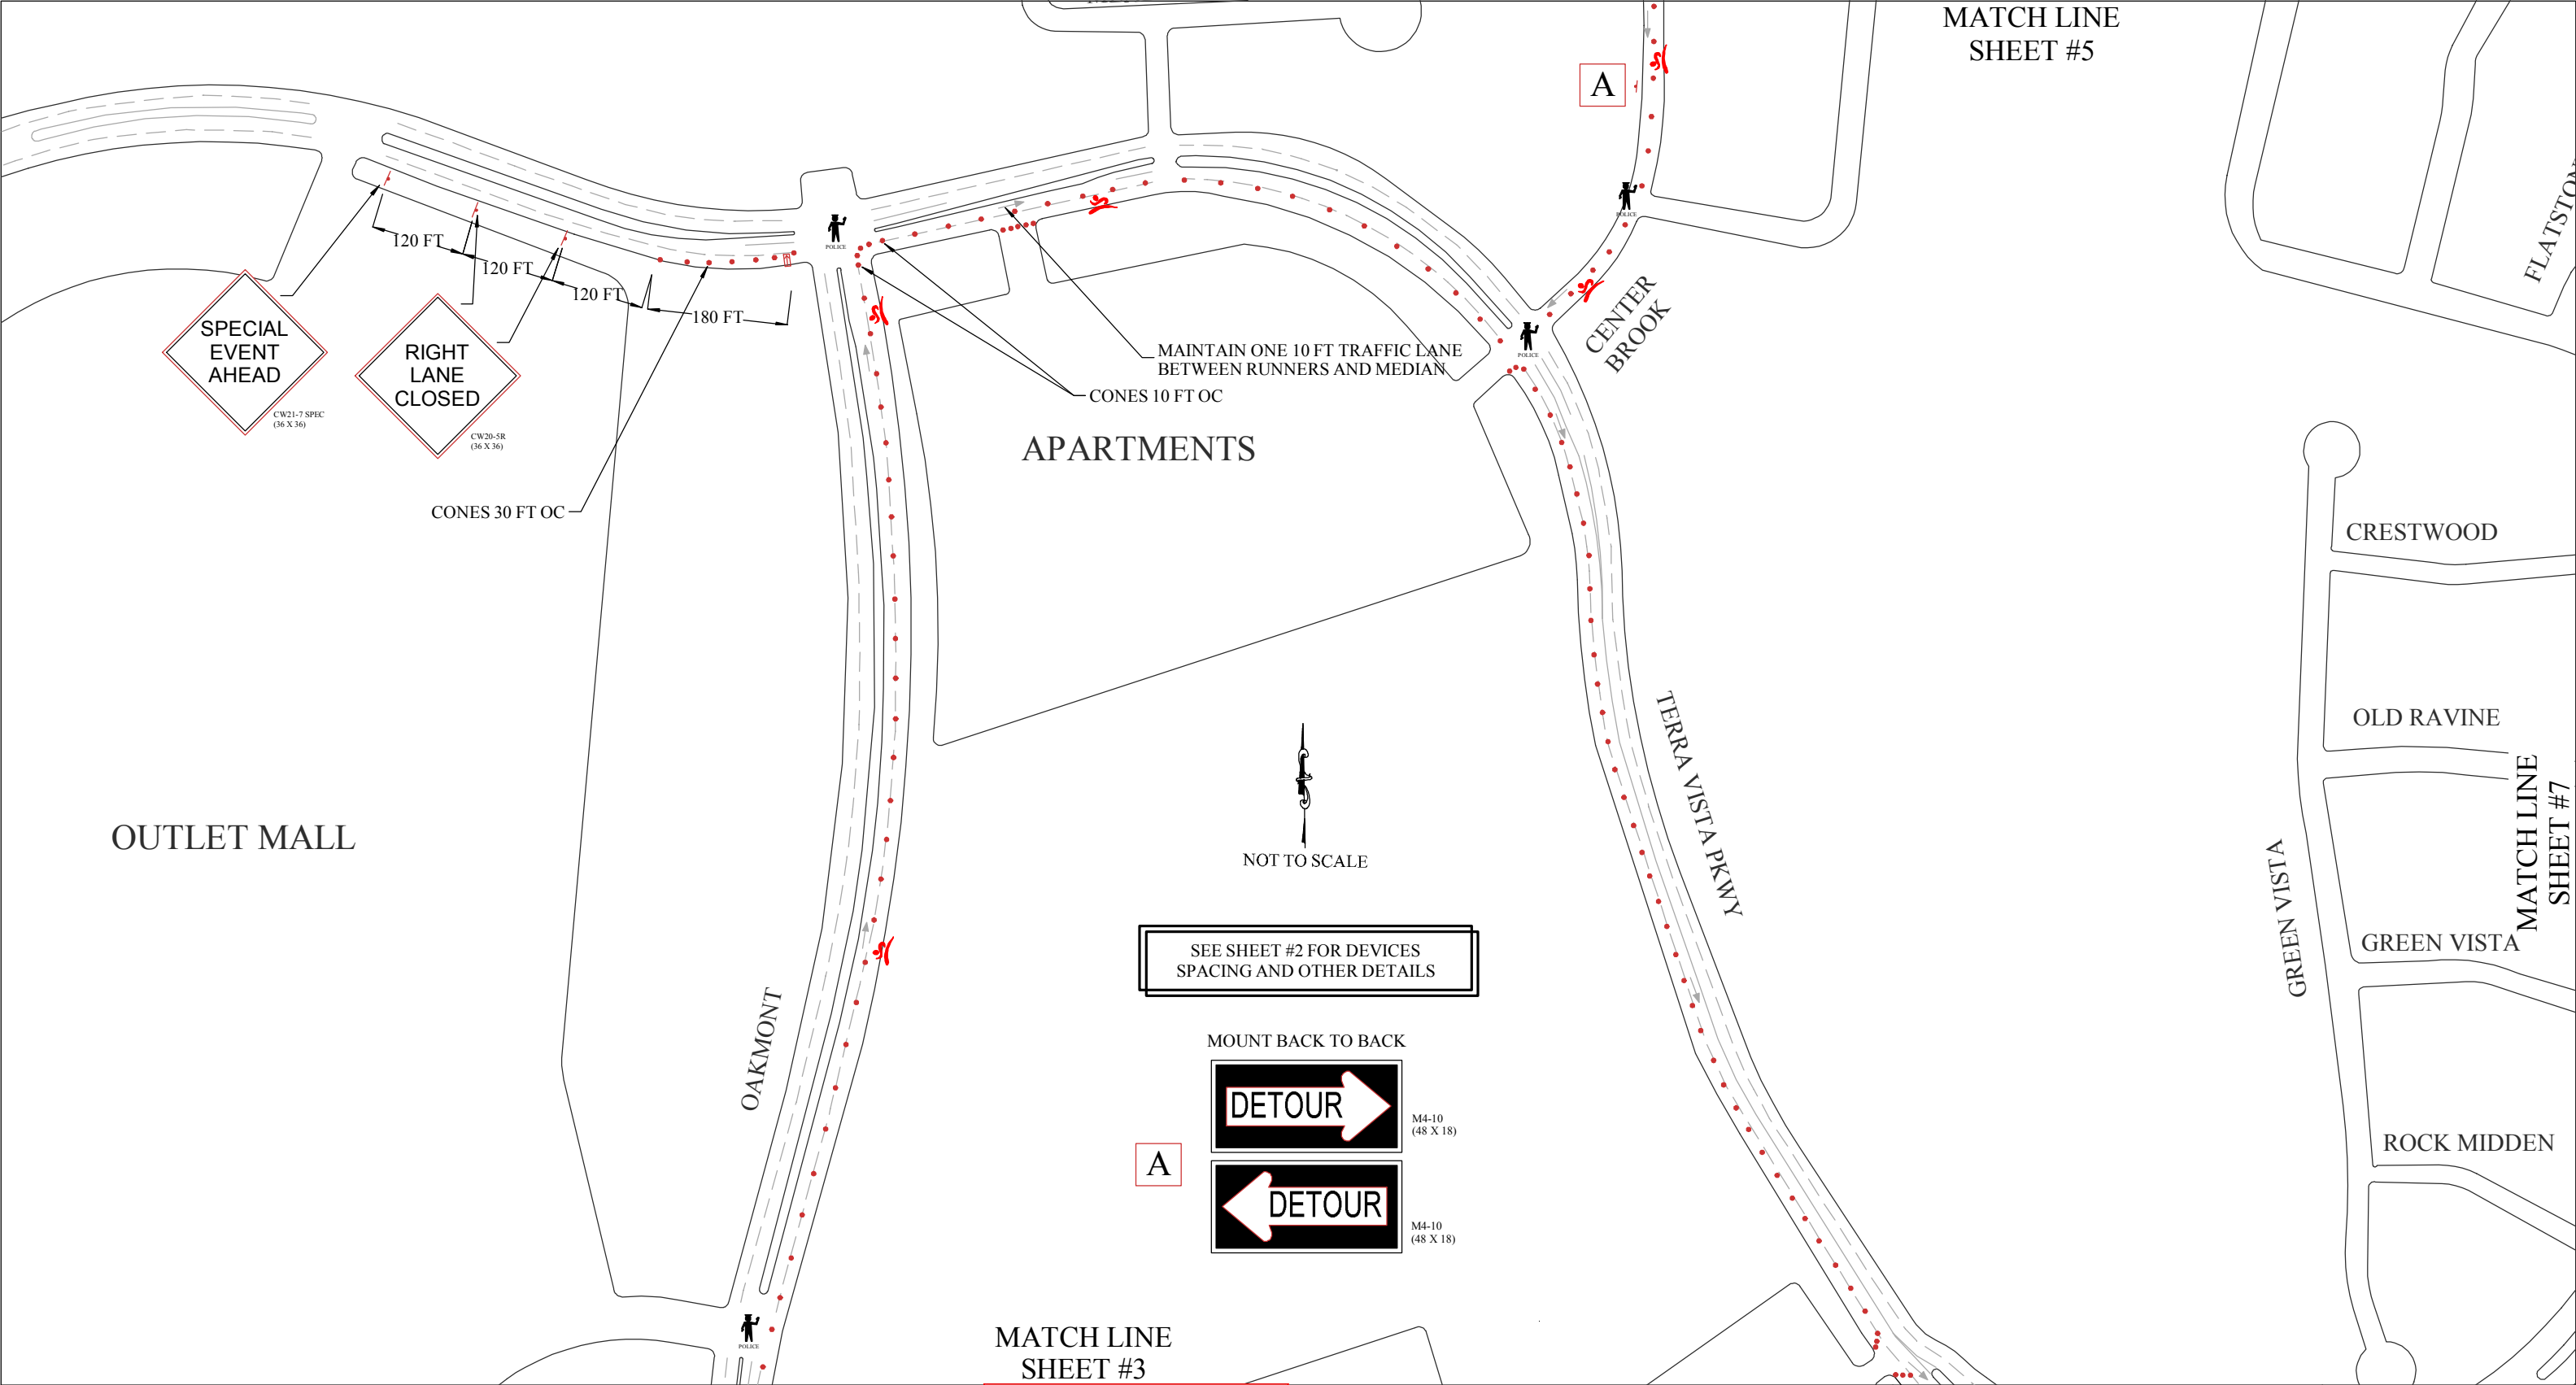 MATCH LINE
SHEET #5
A
POLICE
POLICE
120 FT
120 FT
120 FT
180 FT
POLICE
SPECIAL
EVENT
AHEAD
CW21-7 SPEC
(36 X 36)
RIGHT
LANE
CLOSED
CW20-5R
(36 X 36)
CONES 30 FT OC
MAINTAIN ONE 10 FT TRAFFIC LANE
BETWEEN RUNNERS AND MEDIAN
CONES 10 FT OC
APARTMENTS
CENTER
BROOK
CRESTWOOD
OLD RAVINE
TERRA VISTA PKWY
MATCH LINE
SHEET #7
OUTLET MALL
NOT TO SCALE
GREEN VISTA
GREEN VISTA
SEE SHEET #2 FOR DEVICES
SPACING AND OTHER DETAILS
OAKMONT
MOUNT BACK TO BACK
DETOUR
M4-10
(48 X 18)
A
DETOUR
M4-10
(48 X 18)
ROCK MIDDEN
POLICE
MATCH LINE
SHEET #3